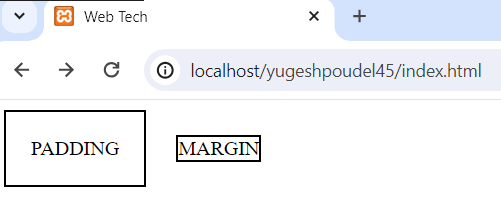 Web Tech
localhost/yugeshpoudel45/index.html
PADDING MARGIN